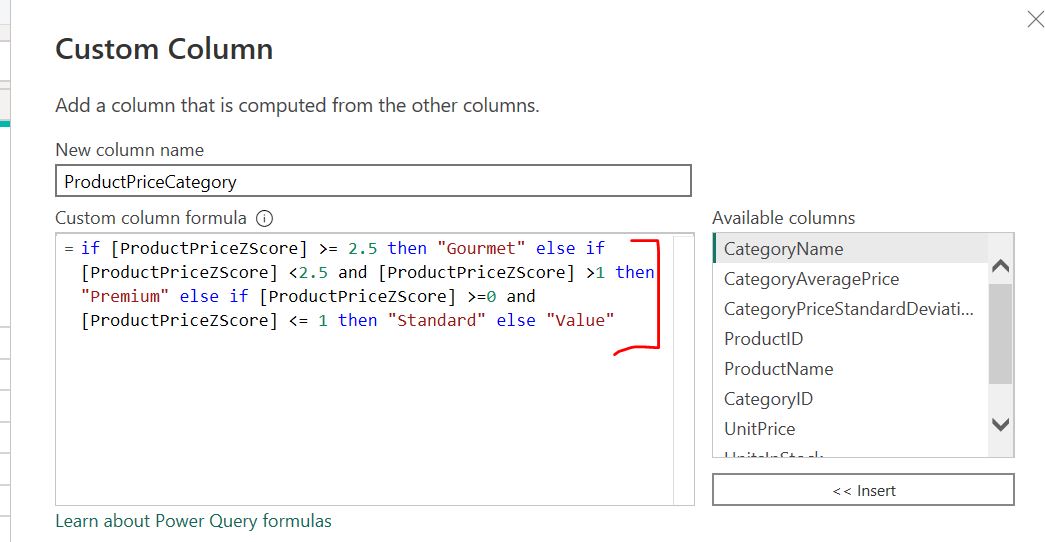 Custom Column
Add a column that is computed from the other columns.
New column name
ProductPriceCategory
Custom column formula
= if [ProductPriceZScore] >= 2.5 then "Gourmet" else if
[ProductPriceZScore] <2.5 and [ProductPriceZScore] >1 then
"Premium" else if [ProductPriceZScore] >=0 and
[ProductPriceZScore] <= 1 then "Standard" else "Value"
Available columns
CategoryName
CategoryAveragePrice
CategoryPriceStandardDeviati...
ProductID
ProductName
CategoryID
UnitPrice
UnitsInStock
<< Insert
Learn about Power Query formulas